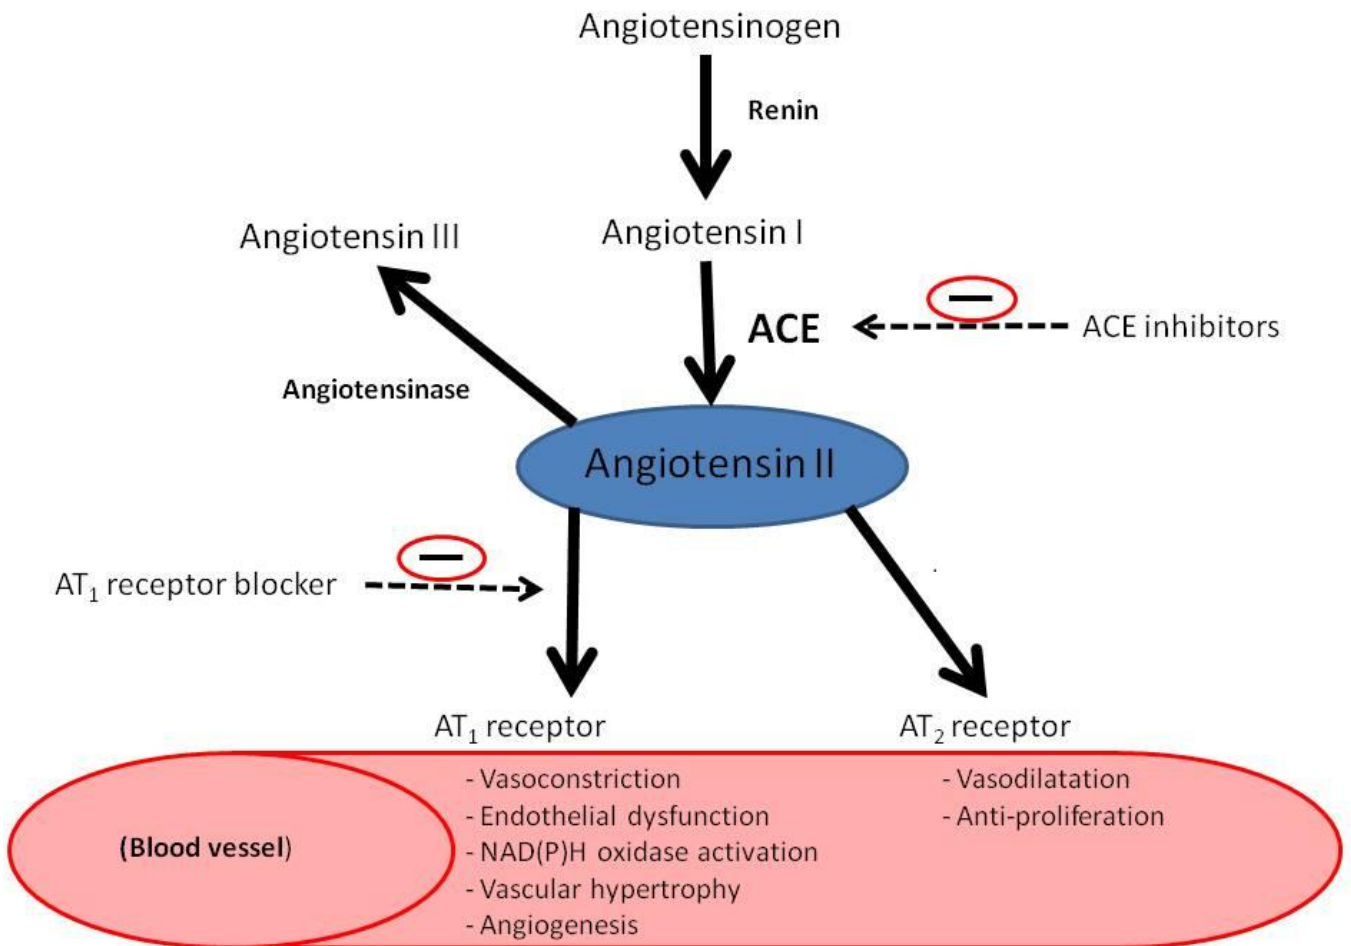 Angiotensinogen
Renin
Angiotensin III
Angiotensin I
ACE
ACE inhibitors
Angiotensinase
Angiotensin II
AT₁ receptor blocker
AT₁ receptor
AT₂ receptor
- Vasoconstriction
- Endothelial dysfunction
- NAD(P)H oxidase activation
- Vascular hypertrophy
- Angiogenesis
- Vasodilatation
- Anti-proliferation
(Blood vessel)